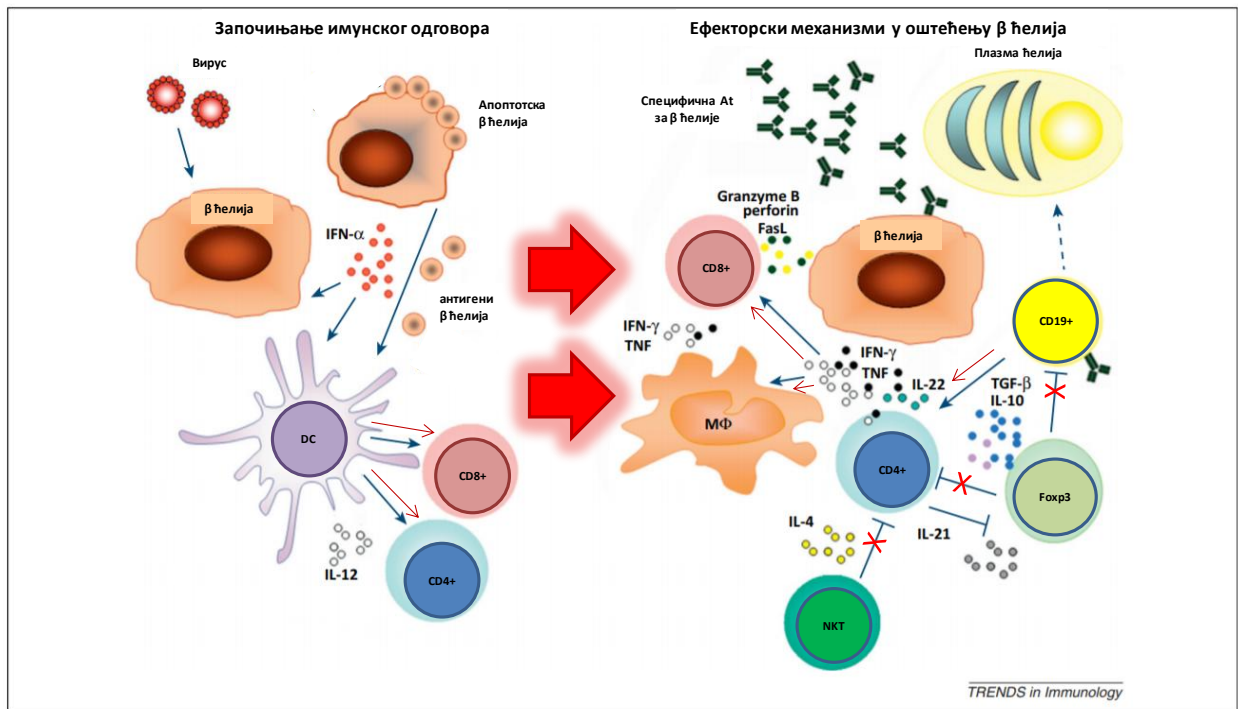 Започињање имунског одговора
Вирус
Апоптотска
β ћелија
β ћелија
IFN-α
антигени
β ћелија
DC
CD8+
IL-12
CD4+
Ефекторски механизми у оштећењу β ћелија
Плазма ћелија
Специфична At
за β ћелије
Granzyme B
perforin
FasL
β ћелија
CD8+
CD19+
IFN-γ
TNF
IFN-γ
TNF
IL-22
TGF-β
IL-10
МФ
CD4+
Foxp3
IL-4
IL-21
NKT
TRENDS in Immunology